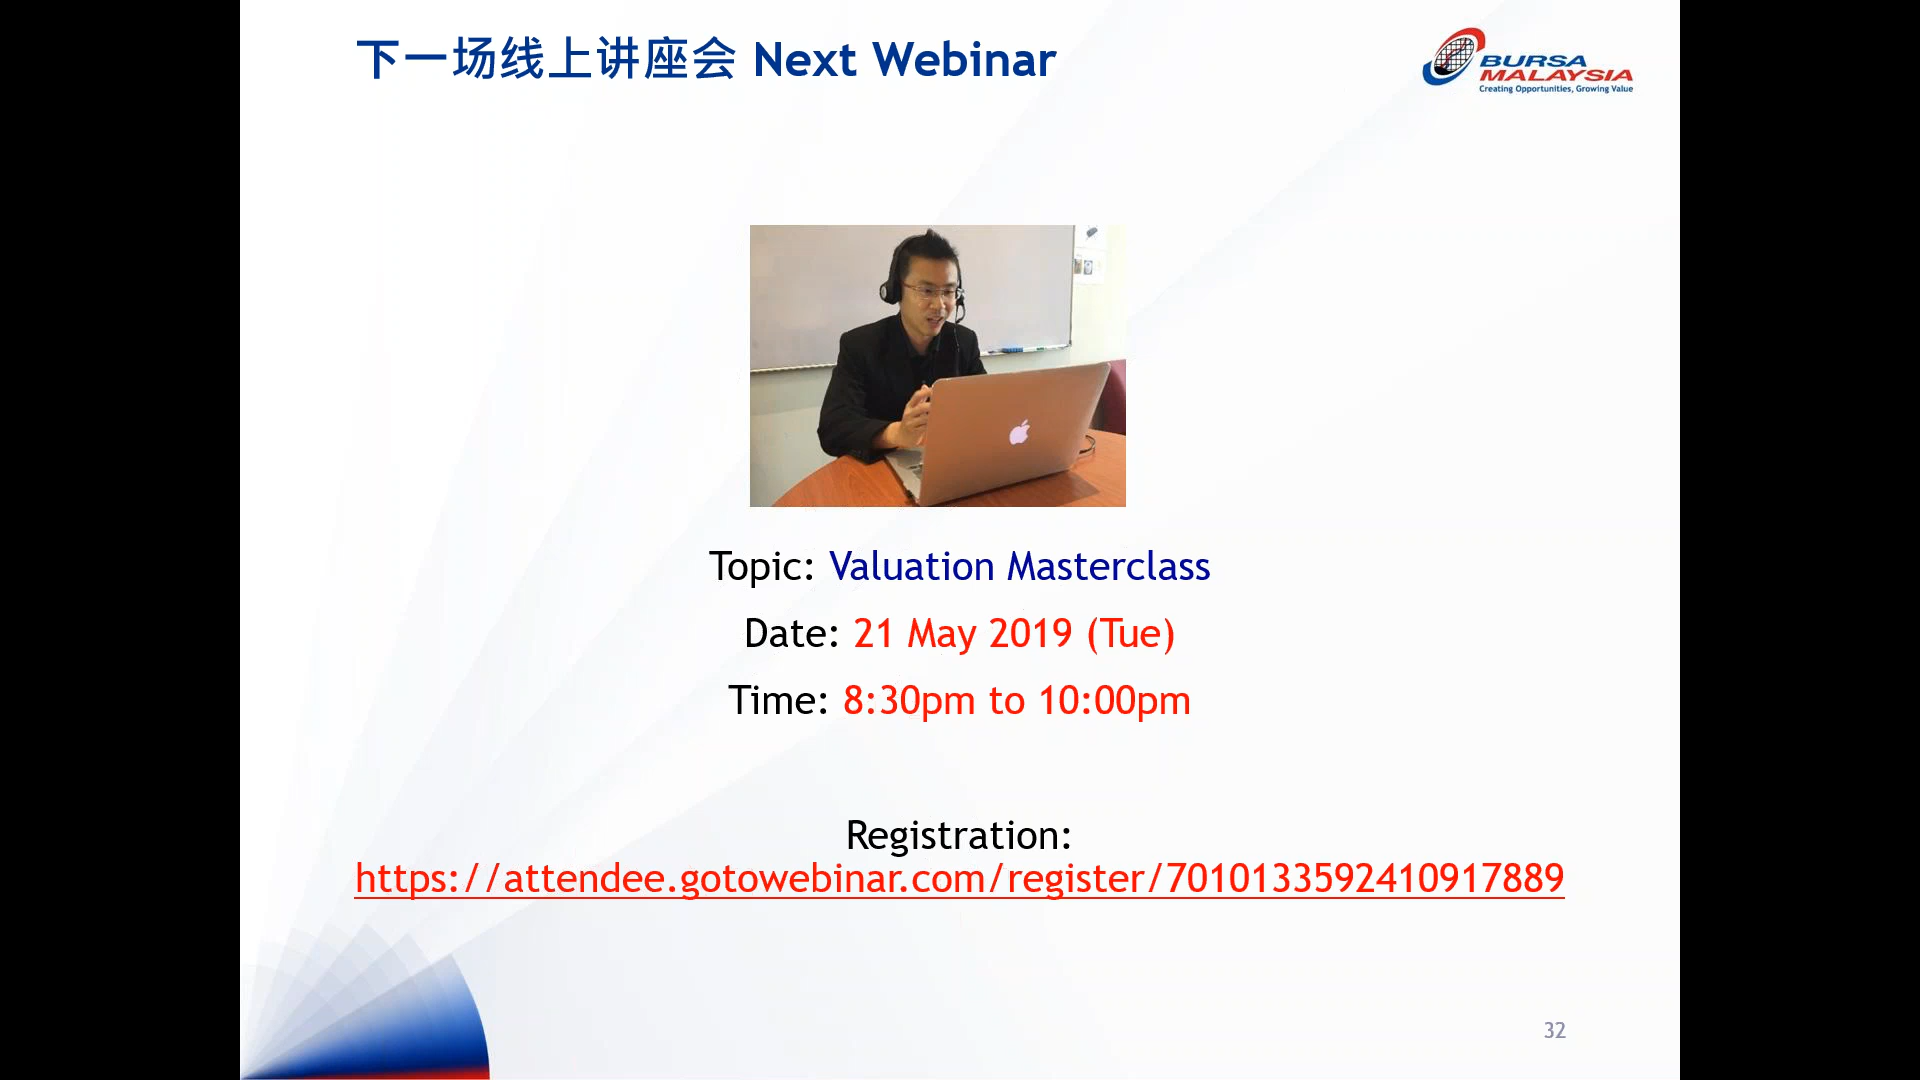 下一场线上讲座会 Next Webinar
BURSA
MALAYSIA
Creating Opportunities, Growing Value
Topic: Valuation Masterclass
Date: 21 May 2019 (Tue)
Time: 8:30pm to 10:00pm
Registration:
https://attendee.gotowebinar.com/register/7010133592410917889
32